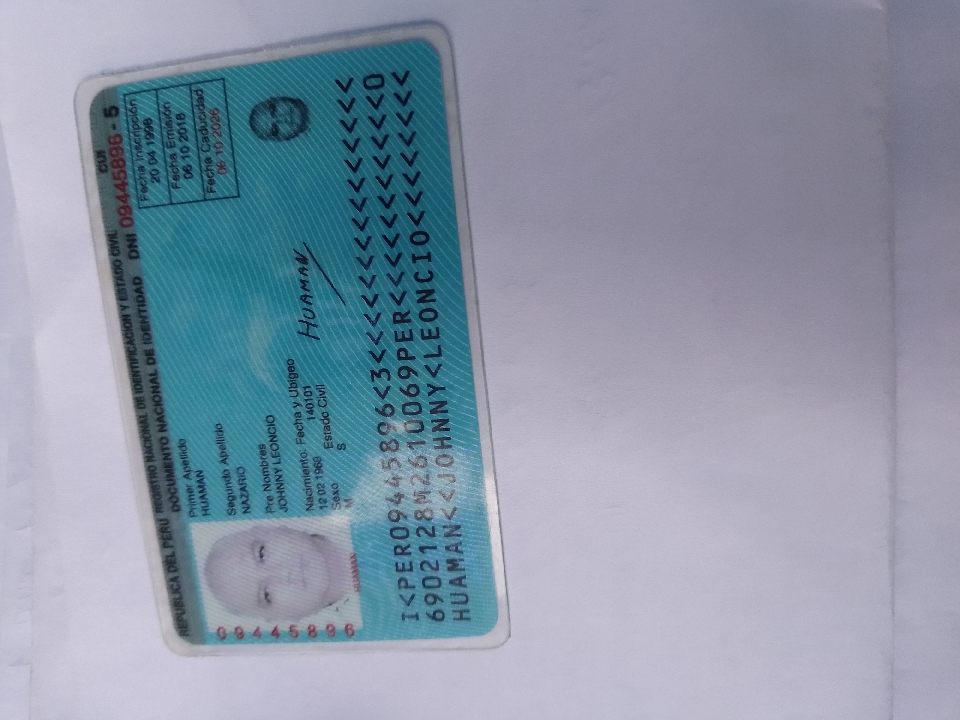 REPUBLICA DEL PERU REGISTRO NACIONAL DE IDENTIFICACION Y ESTADO CIVIL
DOCUMENTO NACIONAL DE IDENTIDAD DNI 09445896 - 5
CUI
Primer Apellido
HUAMAN
Segundo Apellido
NAZARIO
Pre Nombres
JOHNNY LEONCIO
Nacimiento: Fecha y Ubigeo
12 02 1969 140101
Sexo Estado Civil
M S
Fecha Inscripción
20 04 1998
Fecha Emisión
06 10 2018
Fecha Caducidad
06 10 2026
HUAMAN
HUAMAN
09445896
I<PER09445896<3<<<<<<<<<<<<<<<
6902128M2610069PER<<<<<<<<<<<0
HUAMAN<<JOHNNY<LEONCIO<<<<<<<<